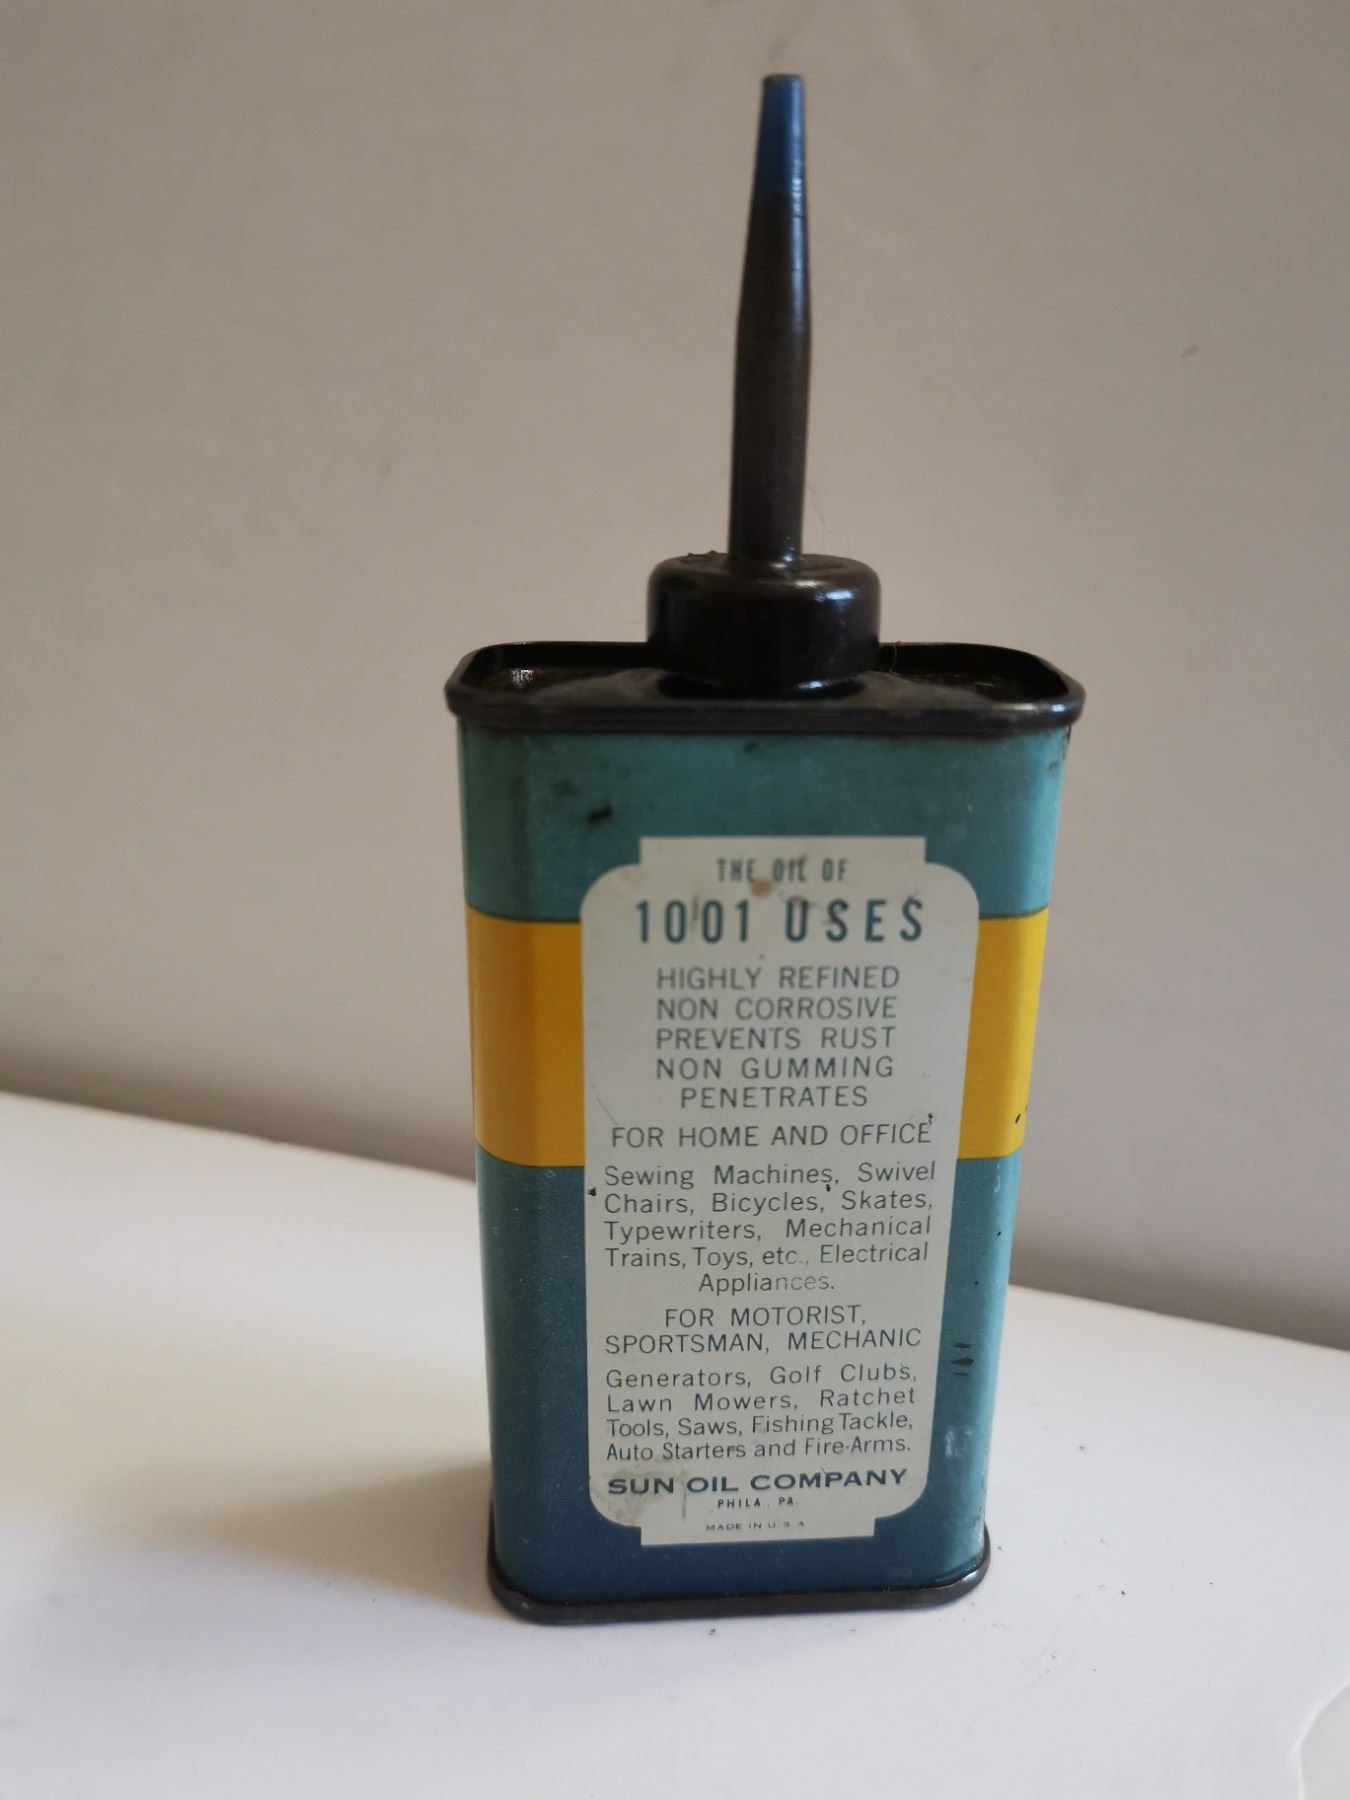 THE OIL OF
1001 USES
HIGHLY REFINED
NON CORROSIVE
PREVENTS RUST
NON GUMMING
PENETRATES
FOR HOME AND OFFICE
Sewing Machines, Swivel
Chairs, Bicycles, Skates,
Typewriters, Mechanical
Trains, Toys, etc., Electrical
Appliances.
FOR MOTORIST,
SPORTSMAN, MECHANIC
Generators, Golf Clubs,
Lawn Mowers, Ratchet
Tools, Saws, Fishing Tackle,
Auto Starters and Fire-Arms.
SUN OIL COMPANY
PHILA. PA
MADE IN U.S.A